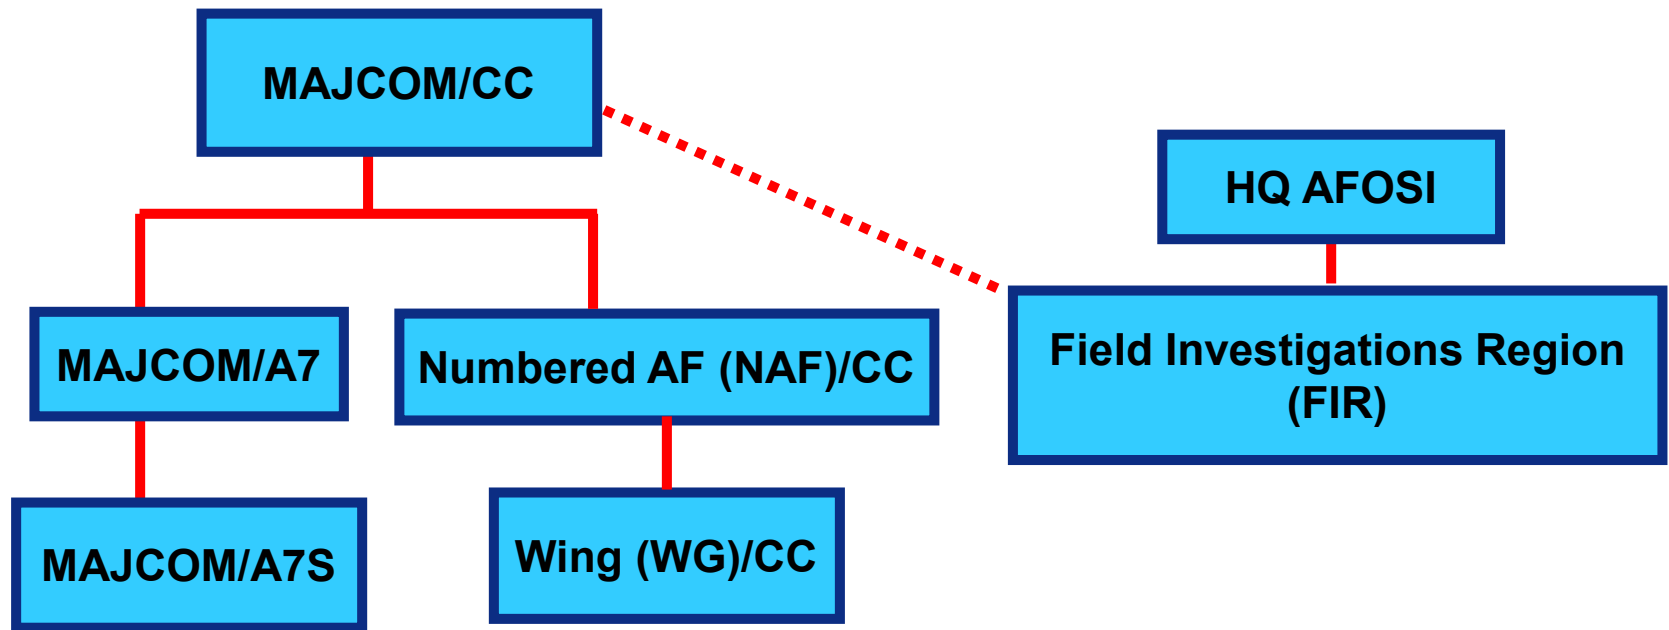 MAJCOM/CC
HQ AFOSI
MAJCOM/A7
Numbered AF (NAF)/CC
Field Investigations Region
(FIR)
MAJCOM/A7S
Wing (WG)/CC